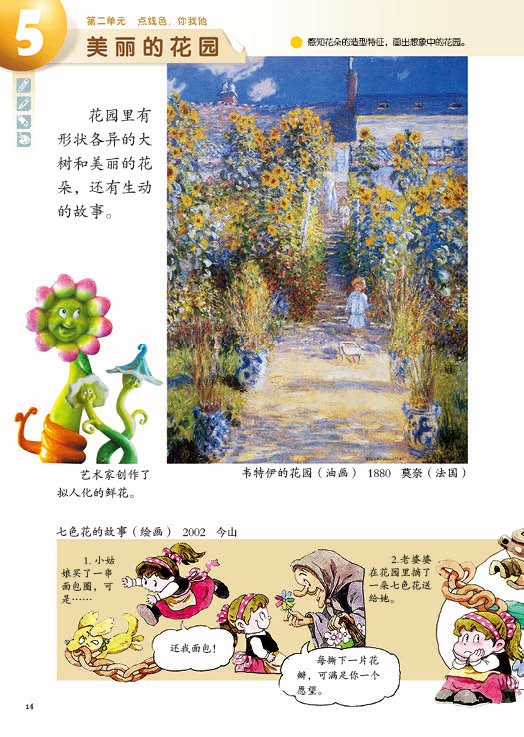 5
第二单元 点线色，你我他
美丽的花园
感知花朵的造型特征，画出想象中的花园。
花园里有
形状各异的大
树和美丽的花
朵，还有生动
的故事。
艺术家创作了
拟人化的鲜花。
韦特伊的花园（油画） 1880 莫奈（法国）
七色花的故事（绘画） 2002 今山
1.小姑
娘买了一串
面包圈，可
是……
还我面包！
2.老婆婆
在花园里摘了
一朵七色花送
给她。
每撕下一片花
瓣，可满足你一个
愿望。
14